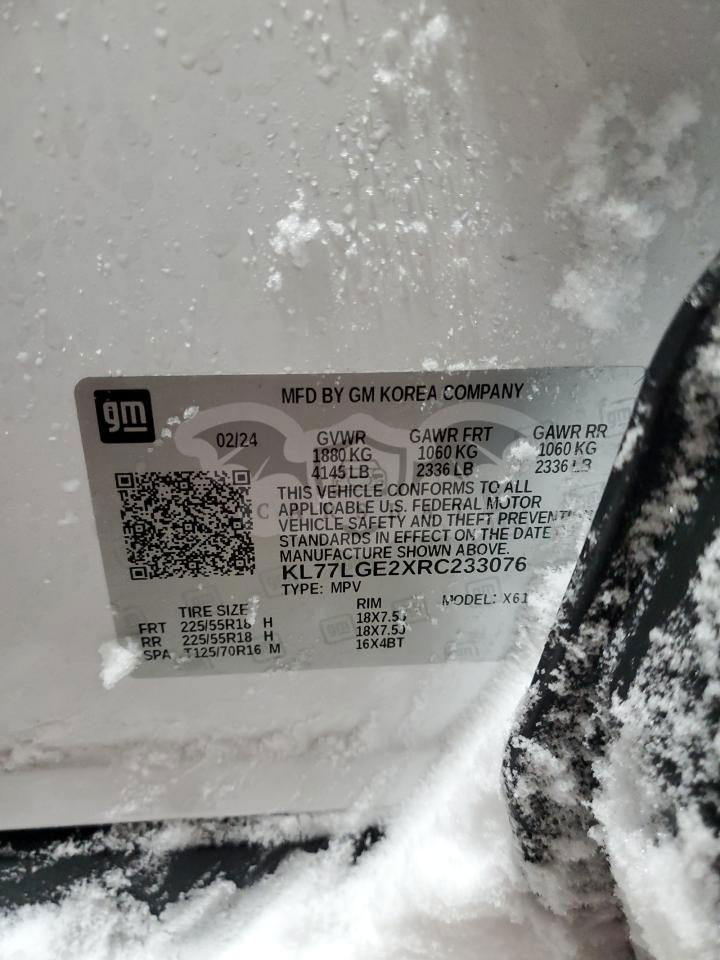 gm
MFD BY GM KOREA COMPANY
02/24 GVWR GAWR FRT GAWR RR
1880 KG 1060 KG 1060 KG
4145 LB 2336 LB 2336 LB
THIS VEHICLE CONFORMS TO ALL
APPLICABLE U.S. FEDERAL MOTOR
VEHICLE SAFETY AND THEFT
STANDARDS IN EFFECT ON THE DATE
MANUFACTURE SHOWN ABOVE.
KL77LGE2XRC233076
TYPE: MPV MODEL: X61
TIRE SIZE RIM
FRT 225/55R18 H 18X7.5J
RR 225/55R18 H 18X7.5J
SPA T125/70R16 M 16X4BT